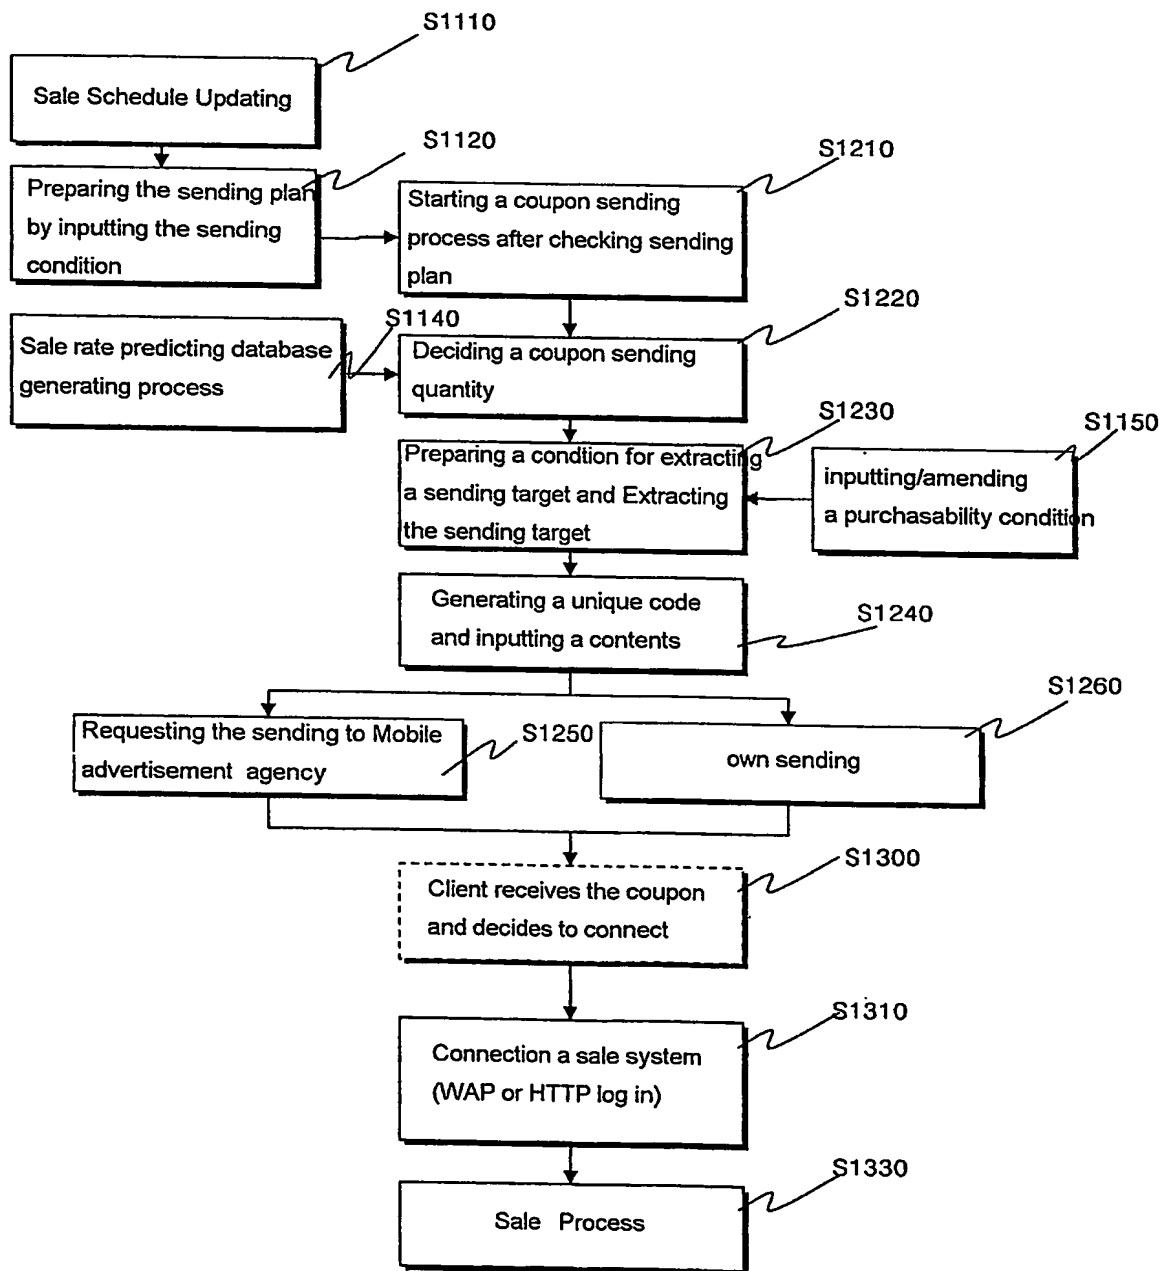 S1110
Sale Schedule Updating
S1120
Preparing the sending plan
by inputting the sending
condition
S1210
Starting a coupon sending
process after checking sending
plan
S1140
Sale rate predicting database
generating process
S1220
Deciding a coupon sending
quantity
S1230
Preparing a condtion for extracting
a sending target and Extracting
the sending target
S1150
inputting/amending
a purchasability condition
S1240
Generating a unique code
and inputting a contents
S1250
Requesting the sending to Mobile
advertisement agency
S1260
own sending
S1300
Client receives the coupon
and decides to connect
S1310
Connection a sale system
(WAP or HTTP log in)
S1330
Sale Process